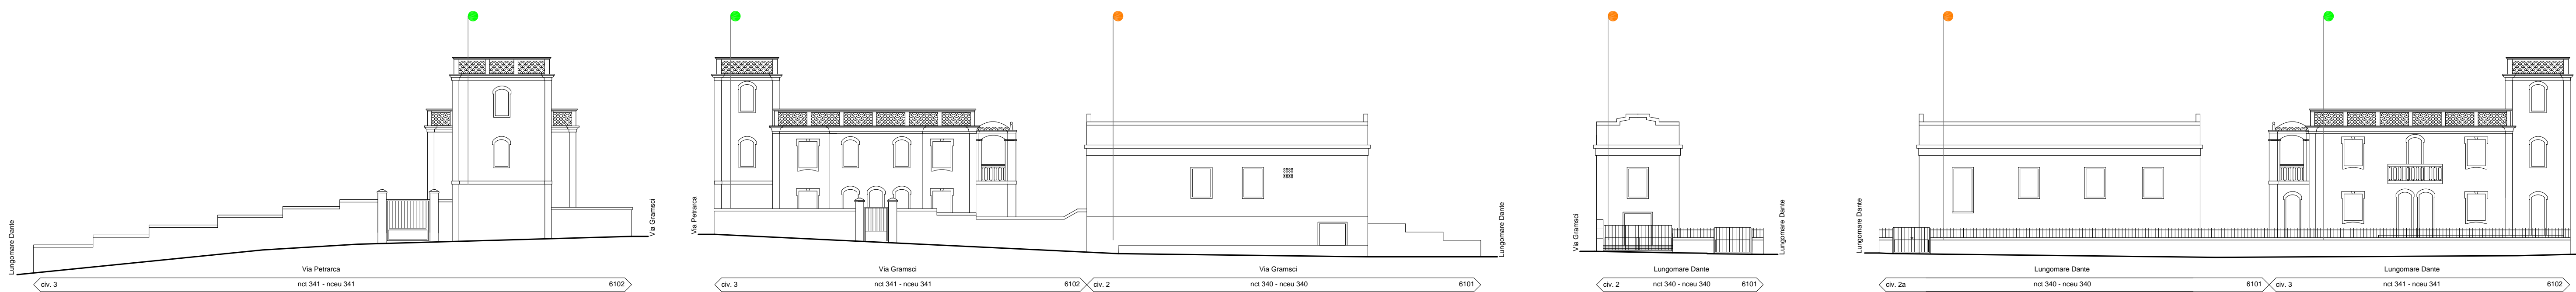 Lungomare Dante
Via Gramsci
Via Petrarca
civ. 3 nct 341 - nceu 341 6102
Via Petrarca
Lungomare Dante
Via Gramsci
civ. 3 nct 341 - nceu 341 6102
Via Gramsci
civ. 2 nct 340 - nceu 340 6101
Via Gramsci
Lungomare Dante
Lungomare Dante
civ. 2 nct 340 - nceu 340 6101
Lungomare Dante
Lungomare Dante
civ. 2a nct 340 - nceu 340 6101
Lungomare Dante
civ. 3 nct 341 - nceu 341 6102